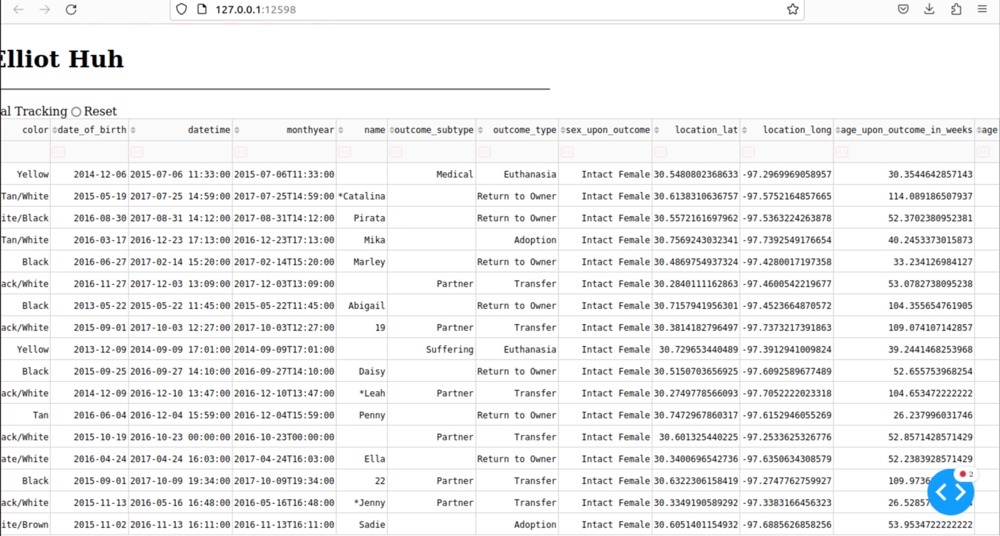 127.0.0.1:12598
Elliot Huh
al Tracking Reset
color date_of_birth datetime monthyear name outcome_subtype outcome_type sex_upon_outcome location_lat location_long age_upon_outcome_in_weeks age
Aa Aa Aa Aa Aa Aa Aa Aa Aa Aa Aa
Yellow 2014-12-06 2015-07-06 11:33:00 2015-07-06T11:33:00 Medical Euthanasia Intact Female 30.5480802368633 -97.2969969058957 30.3544642857143
Tan/White 2015-05-19 2017-07-25 14:59:00 2017-07-25T14:59:00 *Catalina Return to Owner Intact Female 30.6138310636757 -97.5752164857665 114.089186507937
ite/Black 2016-08-30 2017-08-31 14:12:00 2017-08-31T14:12:00 Pirata Return to Owner Intact Female 30.5572161697962 -97.5363224263878 52.3702380952381
Tan/White 2016-03-17 2016-12-23 17:13:00 2016-12-23T17:13:00 Mika Adoption Intact Female 30.7569243032341 -97.7392549176654 40.2453373015873
Black 2016-06-27 2017-02-14 15:20:00 2017-02-14T15:20:00 Marley Return to Owner Intact Female 30.4869754937324 -97.4280017197358 33.234126984127
ack/White 2016-11-27 2017-12-03 13:09:00 2017-12-03T13:09:00 Partner Transfer Intact Female 30.2840111162863 -97.4600542219677 53.0782738095238
Black 2013-05-22 2015-05-22 11:45:00 2015-05-22T11:45:00 Abigail Return to Owner Intact Female 30.7157941956301 -97.4523664870572 104.355654761905
ack/White 2015-09-01 2017-10-03 12:27:00 2017-10-03T12:27:00 19 Partner Transfer Intact Female 30.3814182796497 -97.7373217391863 109.074107142857
Yellow 2013-12-09 2014-09-09 17:01:00 2014-09-09T17:01:00 Suffering Euthanasia Intact Female 30.729653440489 -97.3912941009824 39.2441468253968
Black 2015-09-25 2016-09-27 14:10:00 2016-09-27T14:10:00 Daisy Return to Owner Intact Female 30.5150703656925 -97.6092589677489 52.655753968254
ack/White 2014-12-09 2016-12-10 13:47:00 2016-12-10T13:47:00 *Leah Partner Transfer Intact Female 30.2749778566093 -97.7052222023318 104.653472222222
Tan 2016-06-04 2016-12-04 15:59:00 2016-12-04T15:59:00 Penny Return to Owner Intact Female 30.7472967860317 -97.6152946055269 26.237996031746
ack/White 2015-10-19 2016-10-23 00:00:00 2016-10-23T00:00:00 Partner Transfer Intact Female 30.601325440225 -97.2533625326776 52.8571428571429
ate/White 2016-04-24 2017-04-24 16:03:00 2017-04-24T16:03:00 Ella Return to Owner Intact Female 30.3400696542736 -97.6350634308579 52.2383928571429
Black 2015-09-01 2017-10-09 19:34:00 2017-10-09T19:34:00 22 Partner Transfer Intact Female 30.6322306158419 -97.2747762759927 109.9736
2
ack/White 2015-11-13 2016-05-16 16:48:00 2016-05-16T16:48:00 *Jenny Partner Transfer Intact Female 30.3349190589292 -97.3383166456323 26.5285
ite/Brown 2015-11-02 2016-11-13 16:11:00 2016-11-13T16:11:00 Sadie Adoption Intact Female 30.6051401154932 -97.6885626858256 53.9534722222222